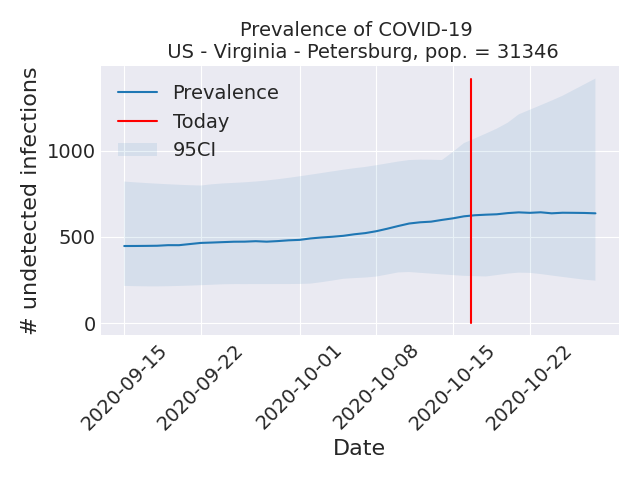 Prevalence of COVID-19
US - Virginia - Petersburg, pop. = 31346
Prevalence
Today
95CI
# undetected infections
1000
500
0
2020-09-15
2020-09-22
2020-10-01
2020-10-08
2020-10-15
2020-10-22
Date